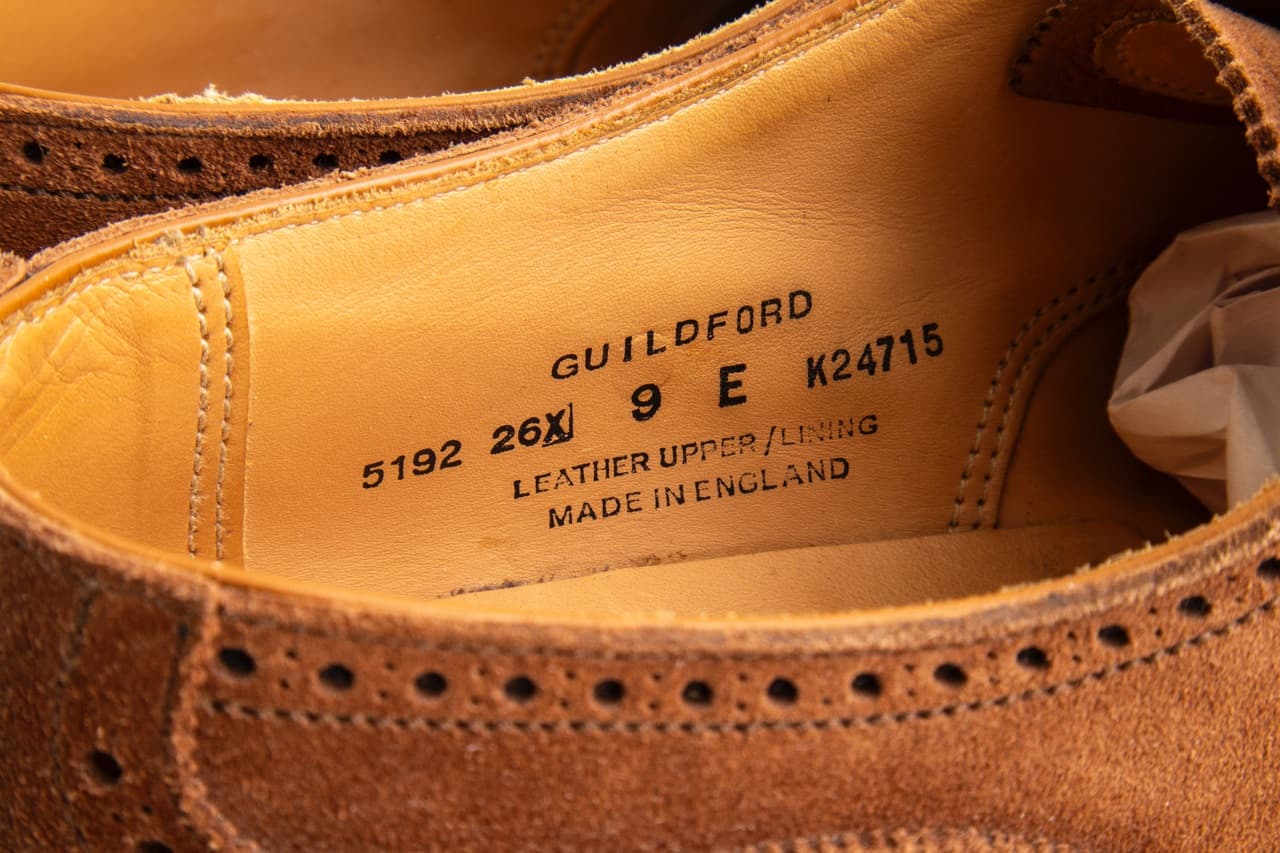 GUILDFORD
5192 26X 9 E K24715
LEATHER UPPER/LINING
MADE IN ENGLAND